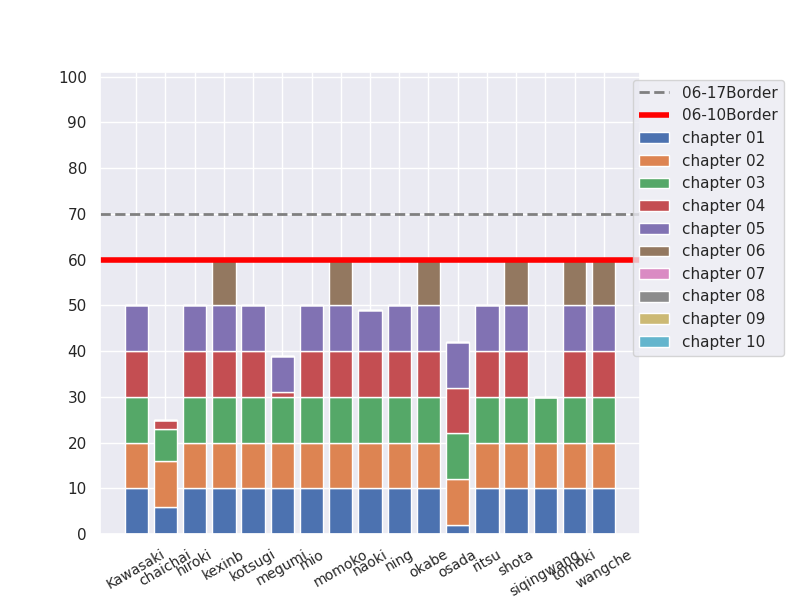 100
90
80
70
60
50
40
30
20
10
0
06-17Border
06-10Border
chapter 01
chapter 02
chapter 03
chapter 04
chapter 05
chapter 06
chapter 07
chapter 08
chapter 09
chapter 10
Kawasaki
chaichai
hiroki
kexinb
kotsugi
megumi
mio
momoko
naoki
ning
okabe
osada
ritsu
shota
siqingwang
tomoki
wangche